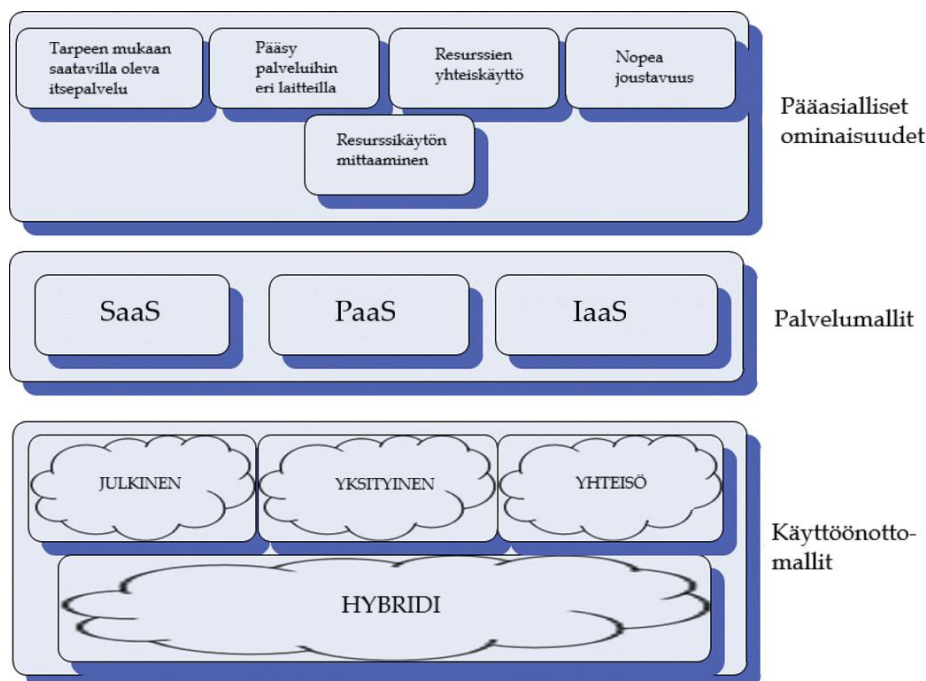 Tarpeen mukaan
saatavilla oleva
itsepalvelu
Pääsy
palveluihin
eri laitteilla
Resurssien
yhteiskäyttö
Nopea
joustavuus
Resurssikäytön
mittaaminen
Pääasialliset
ominaisuudet
SaaS
PaaS
IaaS
Palvelumallit
JULKINEN
YKSITYINEN
YHTEISÖ
HYBRIDI
Käyttöönotto-
mallit